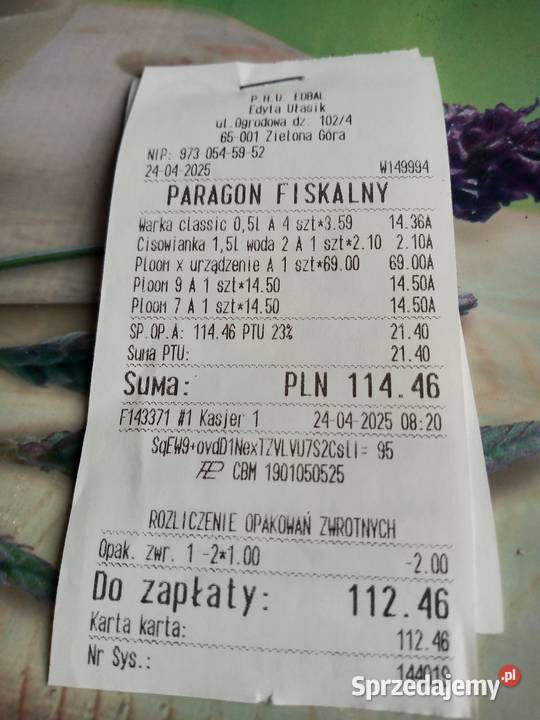 P.H.U. EDBAL
Edyta Ułasik
ul.Ogrodowa dz. 102/4
65-001 Zielona Góra
NIP: 973 054-59-52
24-04-2025 W149994
PARAGON FISKALNY
Warka classic 0,5l A 4 szt*3.59 14.36A
Cisowianka 1,5l woda 2 A 1 szt*2.10 2.10A
Ploom x urządzenie A 1 szt*69.00 69.00A
Ploom 9 A 1 szt*14.50 14.50A
Ploom 7 A 1 szt*14.50 14.50A
SP.OP.A: 114.46 PTU 23% 21.40
Suma PTU: 21.40
Suma: PLN 114.46
F143371 #1 Kasjer 1 24-04-2025 08:20
95
CBM 1901050525
ROZLICZENIE OPAKOWAŃ ZWROTNYCH
Opak. zwr. 1 -2*1.00 -2.00
Do zapłaty: 112.46
Karta karta: 112.46
Nr Sys.:
Sprzedajemy.pl